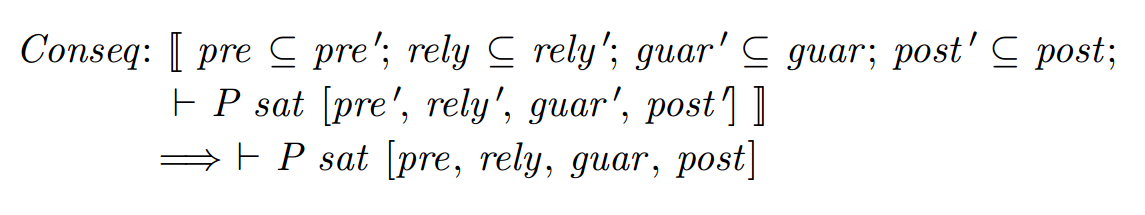 Conseq: ⟦ pre ⊆ pre′; rely ⊆ rely′; guar′ ⊆ guar; post′ ⊆ post;
⊢ P sat [pre′, rely′, guar′, post′] ⟧
⟹ ⊢ P sat [pre, rely, guar, post]